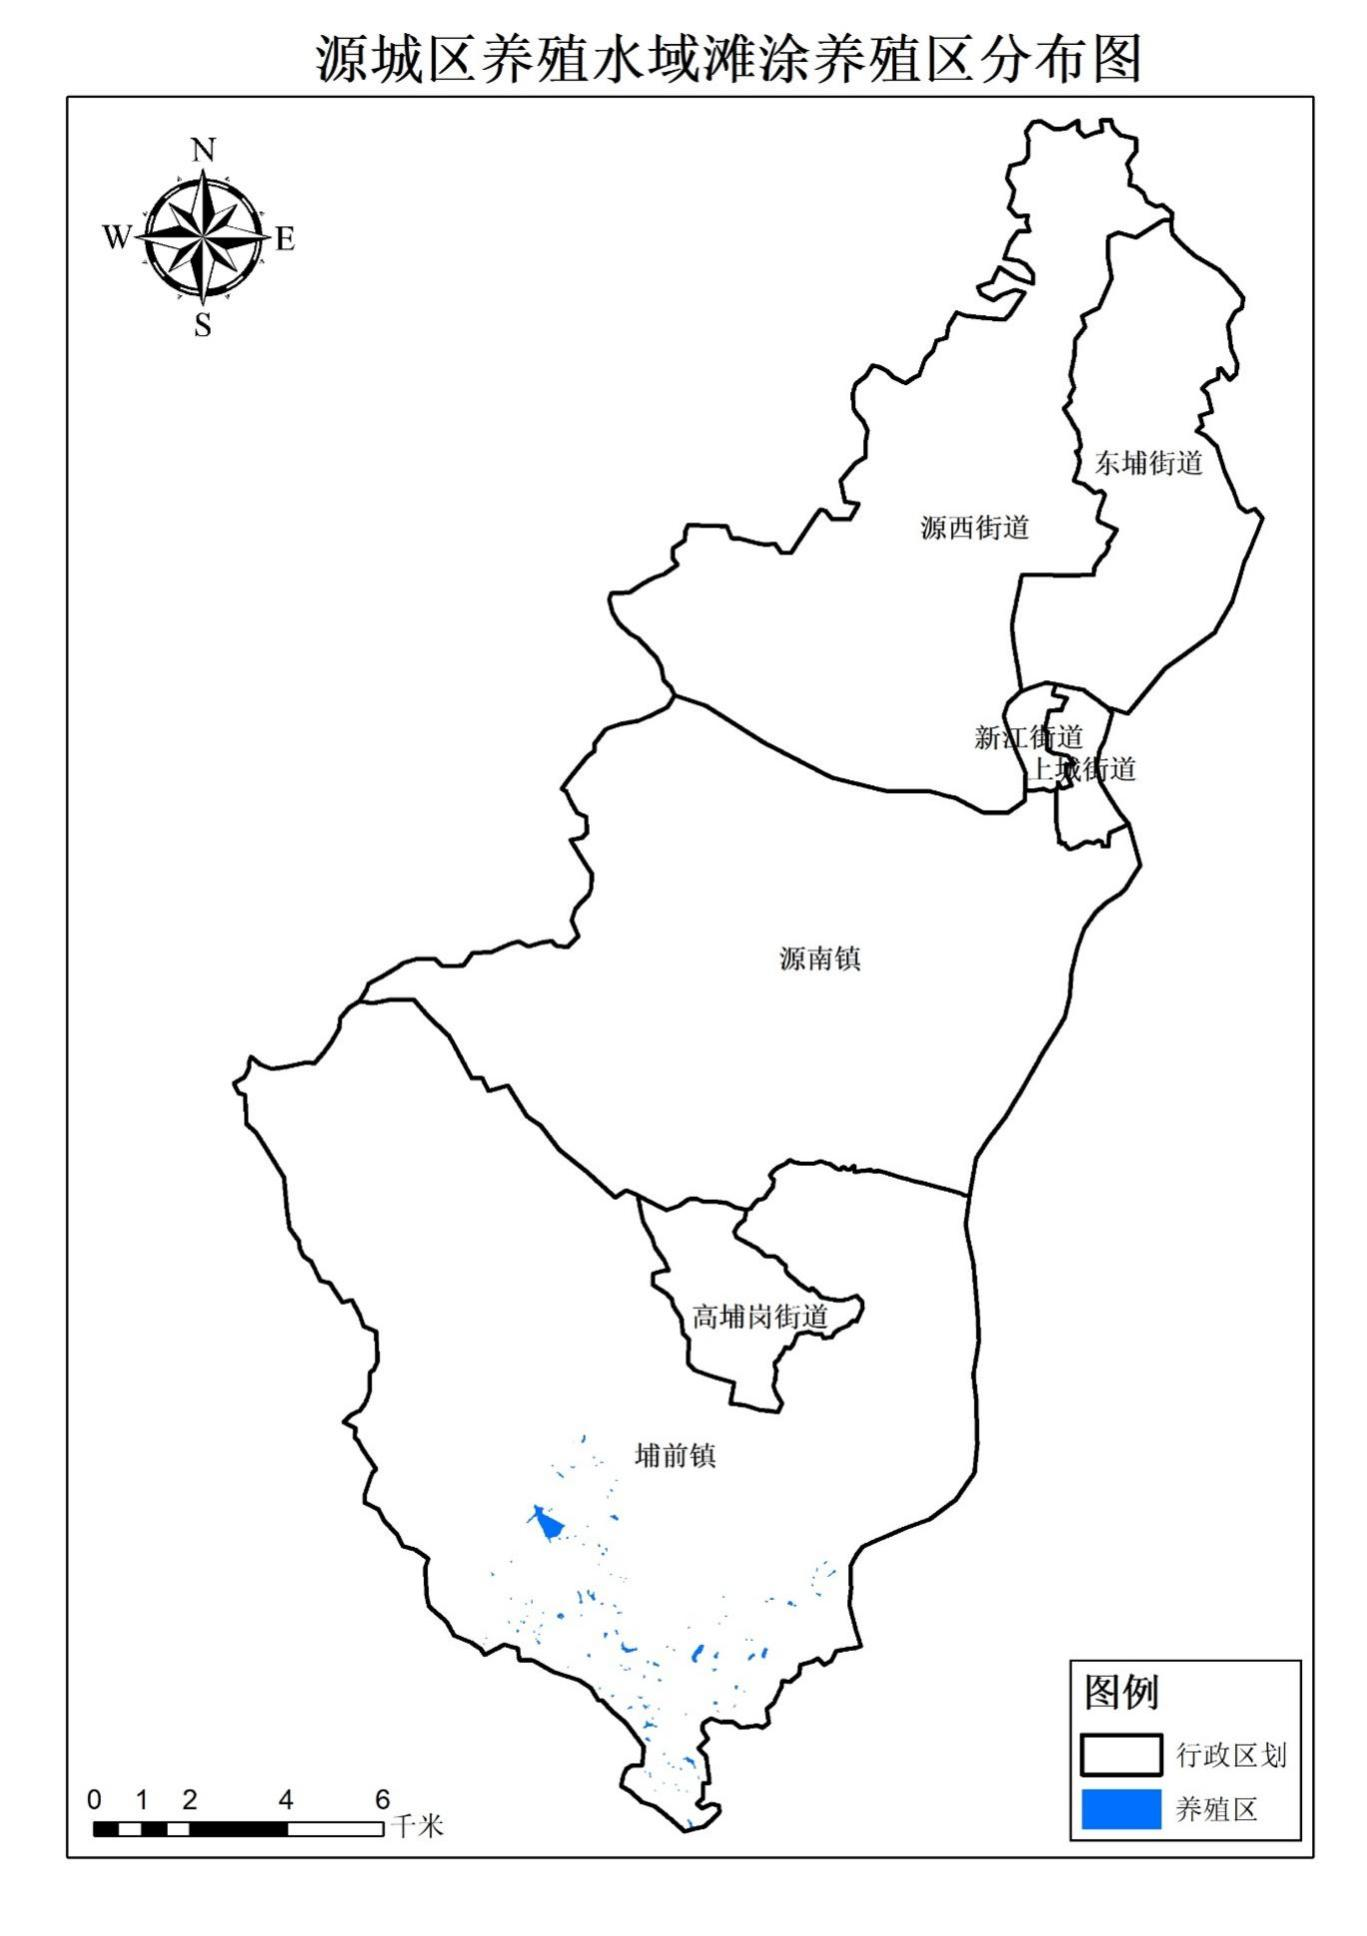 源城区养殖水域滩涂养殖区分布图
N
W
E
S
东埔街道
源西街道
新江街道
上城街道
源南镇
高埔岗街道
埔前镇
图例
行政区划
养殖区
0 1 2 4 6
千米